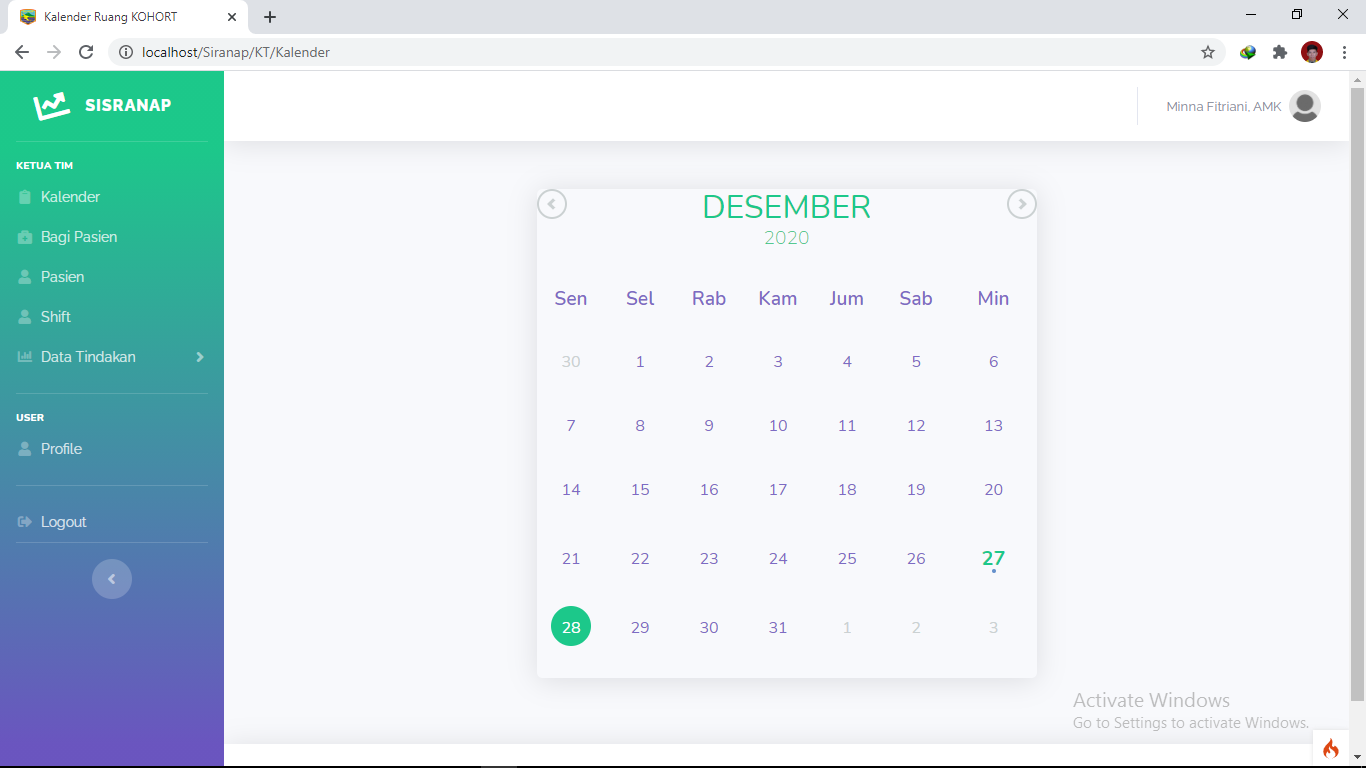 Kalender Ruang KOHORT
localhost/Siranap/KT/Kalender
SISRANAP
Minna Fitriani, AMK
KETUA TIM
Kalender
Bagi Pasien
Pasien
Shift
Data Tindakan
USER
Profile
Logout
DESEMBER
2020
Sen Sel Rab Kam Jum Sab Min
30 1 2 3 4 5 6
7 8 9 10 11 12 13
14 15 16 17 18 19 20
21 22 23 24 25 26 27
28 29 30 31 1 2 3
Activate Windows
Go to Settings to activate Windows.